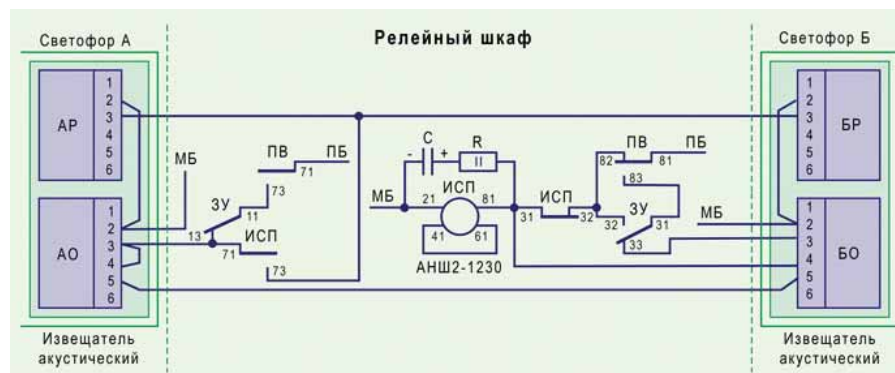 Светофор А
Релейный шкаф
Светофор Б
АР
1
2
3
4
5
6
АО
1
2
3
4
5
6
МБ
ПВ
ПБ
71
73
ЗУ
11
13
ИСП
71
73
С
R
-
+
II
ИСП
МБ
21
81
41
61
АНШ2-1230
ИСП
31
32
ПВ
ПБ
82
81
83
ЗУ
32
31
33
МБ
1
2
3
4
5
6
БР
1
2
3
4
5
6
БО
Извещатель
акустический
Извещатель
акустический